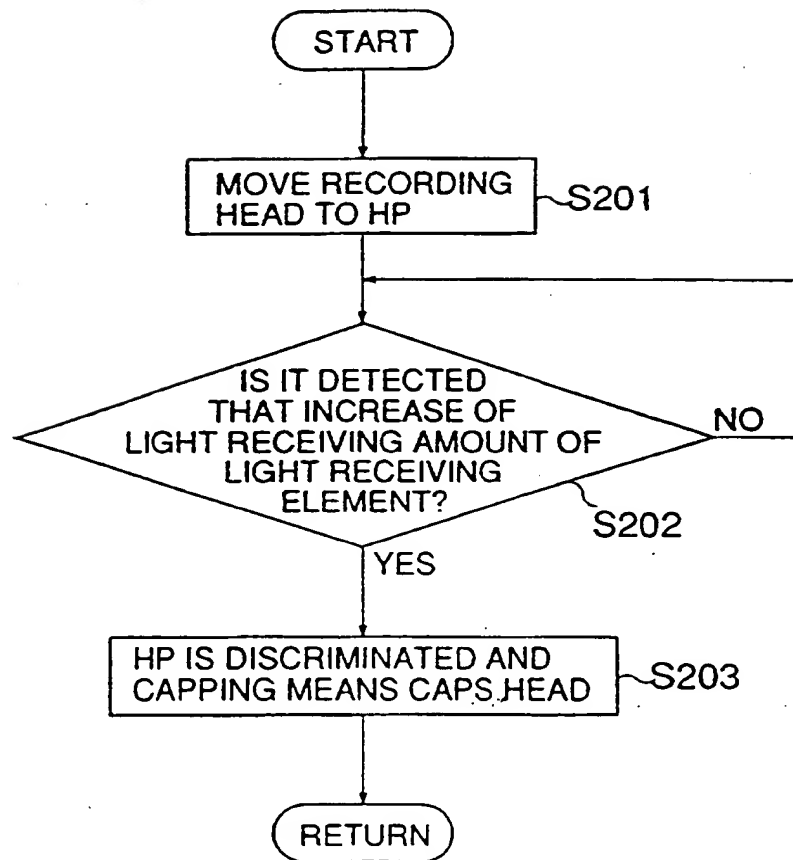 START
MOVE RECORDING
HEAD TO HP
S201
IS IT DETECTED
THAT INCREASE OF
LIGHT RECEIVING AMOUNT OF
LIGHT RECEIVING
ELEMENT?
NO
S202
YES
HP IS DISCRIMINATED AND
CAPPING MEANS CAPS HEAD
S203
RETURN